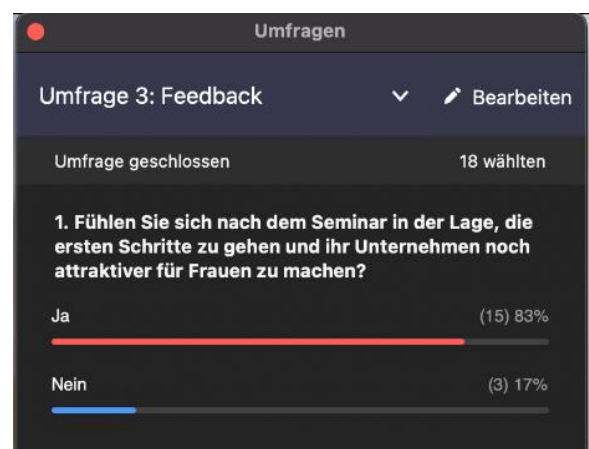 Umfragen
Umfrage 3: Feedback
Bearbeiten
Umfrage geschlossen
18 wählten
1. Fühlen Sie sich nach dem Seminar in der Lage, die
ersten Schritte zu gehen und ihr Unternehmen noch
attraktiver für Frauen zu machen?
Ja
(15) 83%
Nein
(3) 17%